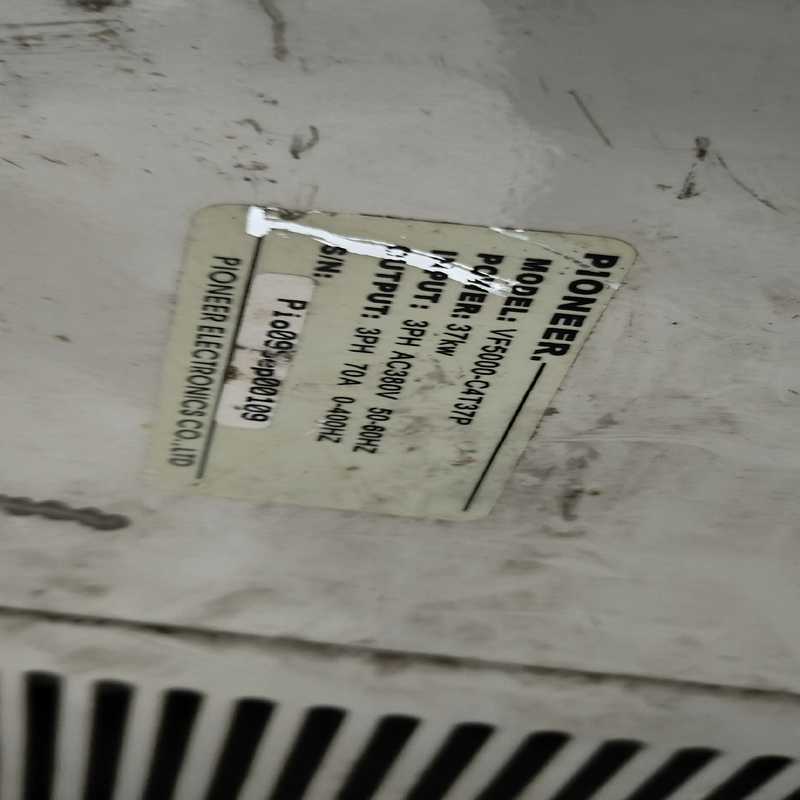 PIONEER.
MODEL: VF5000-C4T37P
POWER: 37kw
INPUT: 3PH AC380V 50-60HZ
OUTPUT: 3PH 70A 0-400HZ
S/N: Pio09Sep00109
PIONEER ELECTRONICS CO.,LTD